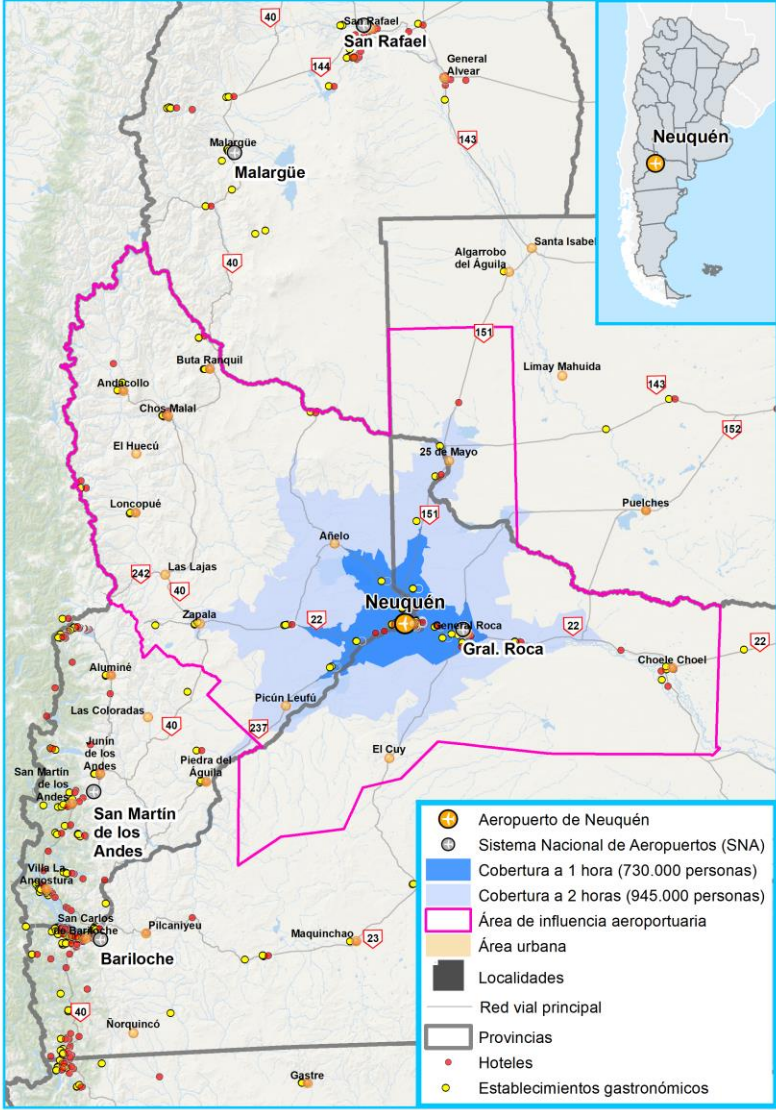 40
San Rafael
San Rafael
General
Alvear
144
143
Malargüe
Malargüe
Neuquén
Santa Isabel
Algarrobo
del Águila
40
151
Limay Mahuida
143
152
Buta Ranquil
Andacollo
Chos Malal
El Huecú
25 de Mayo
Puelches
Loncopué
151
Añelo
242
Las Lajas
40
Zapala
22
Neuquén
General Roca
Gral. Roca
22
22
Choele Choel
Aluminé
Las Coloradas
40
Picún Leufú
237
El Cuy
Junín
de los
Andes
Piedra del
Águila
San Martín
de los
Andes
San Martín
de los
Andes
Villa La
Angostura
San Carlos
de Bariloche
Bariloche
Pilcaniyeu
Maquinchao
23
40
Ñorquincó
Gastre
Aeropuerto de Neuquén
Sistema Nacional de Aeropuertos (SNA)
Cobertura a 1 hora (730.000 personas)
Cobertura a 2 horas (945.000 personas)
Área de influencia aeroportuaria
Área urbana
Localidades
Red vial principal
Provincias
Hoteles
Establecimientos gastronómicos